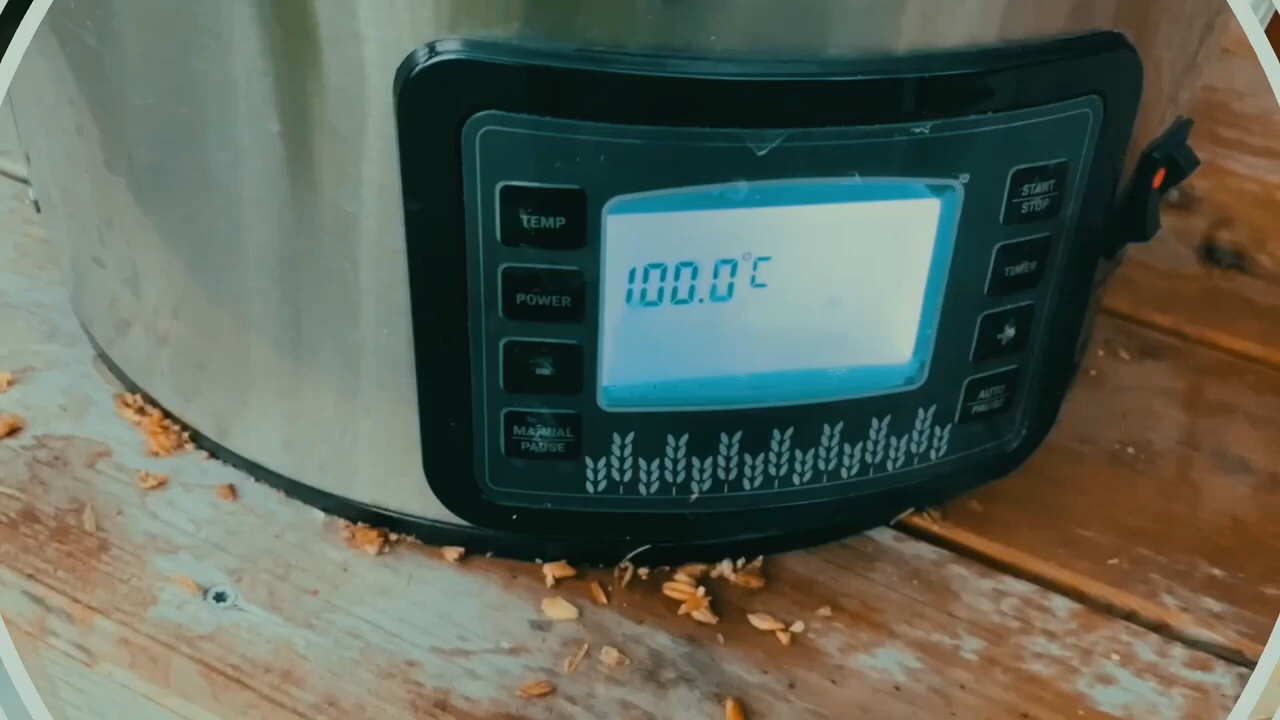 TEMP
POWER
MANUAL
PAUSE
100.0°C
START
STOP
TIMER
AUTO
PAUSE